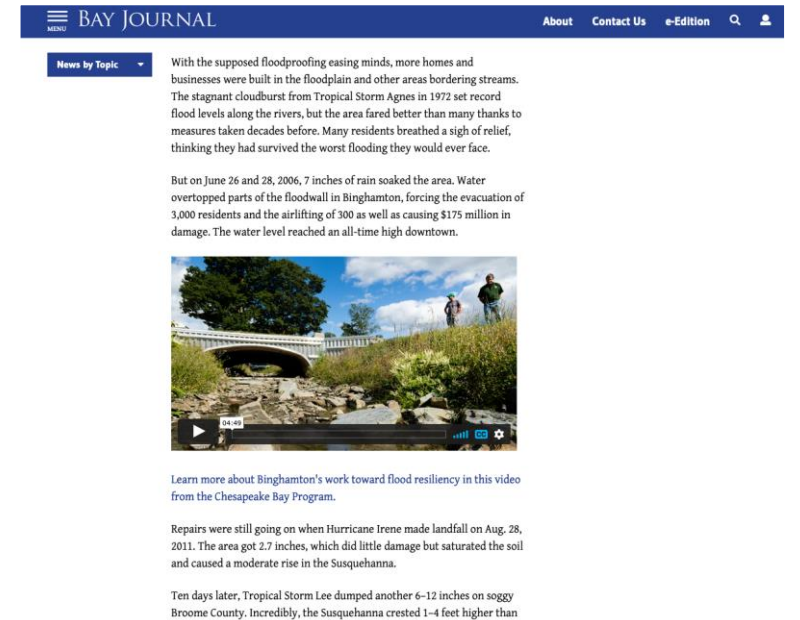 MENU BAY JOURNAL About Contact Us e-Edition
News by Topic
With the supposed floodproofing easing minds, more homes and
businesses were built in the floodplain and other areas bordering streams.
The stagnant cloudburst from Tropical Storm Agnes in 1972 set record
flood levels along the rivers, but the area fared better than many thanks to
measures taken decades before. Many residents breathed a sigh of relief,
thinking they had survived the worst flooding they would ever face.
But on June 26 and 28, 2006, 7 inches of rain soaked the area. Water
overtopped parts of the floodwall in Binghamton, forcing the evacuation of
3,000 residents and the airlifting of 300 as well as causing $175 million in
damage. The water level reached an all-time high downtown.
04:49
CC
Learn more about Binghamton's work toward flood resiliency in this video
from the Chesapeake Bay Program.
Repairs were still going on when Hurricane Irene made landfall on Aug. 28,
2011. The area got 2.7 inches, which did little damage but saturated the soil
and caused a moderate rise in the Susquehanna.
Ten days later, Tropical Storm Lee dumped another 6–12 inches on soggy
Broome County. Incredibly, the Susquehanna crested 1–4 feet higher than